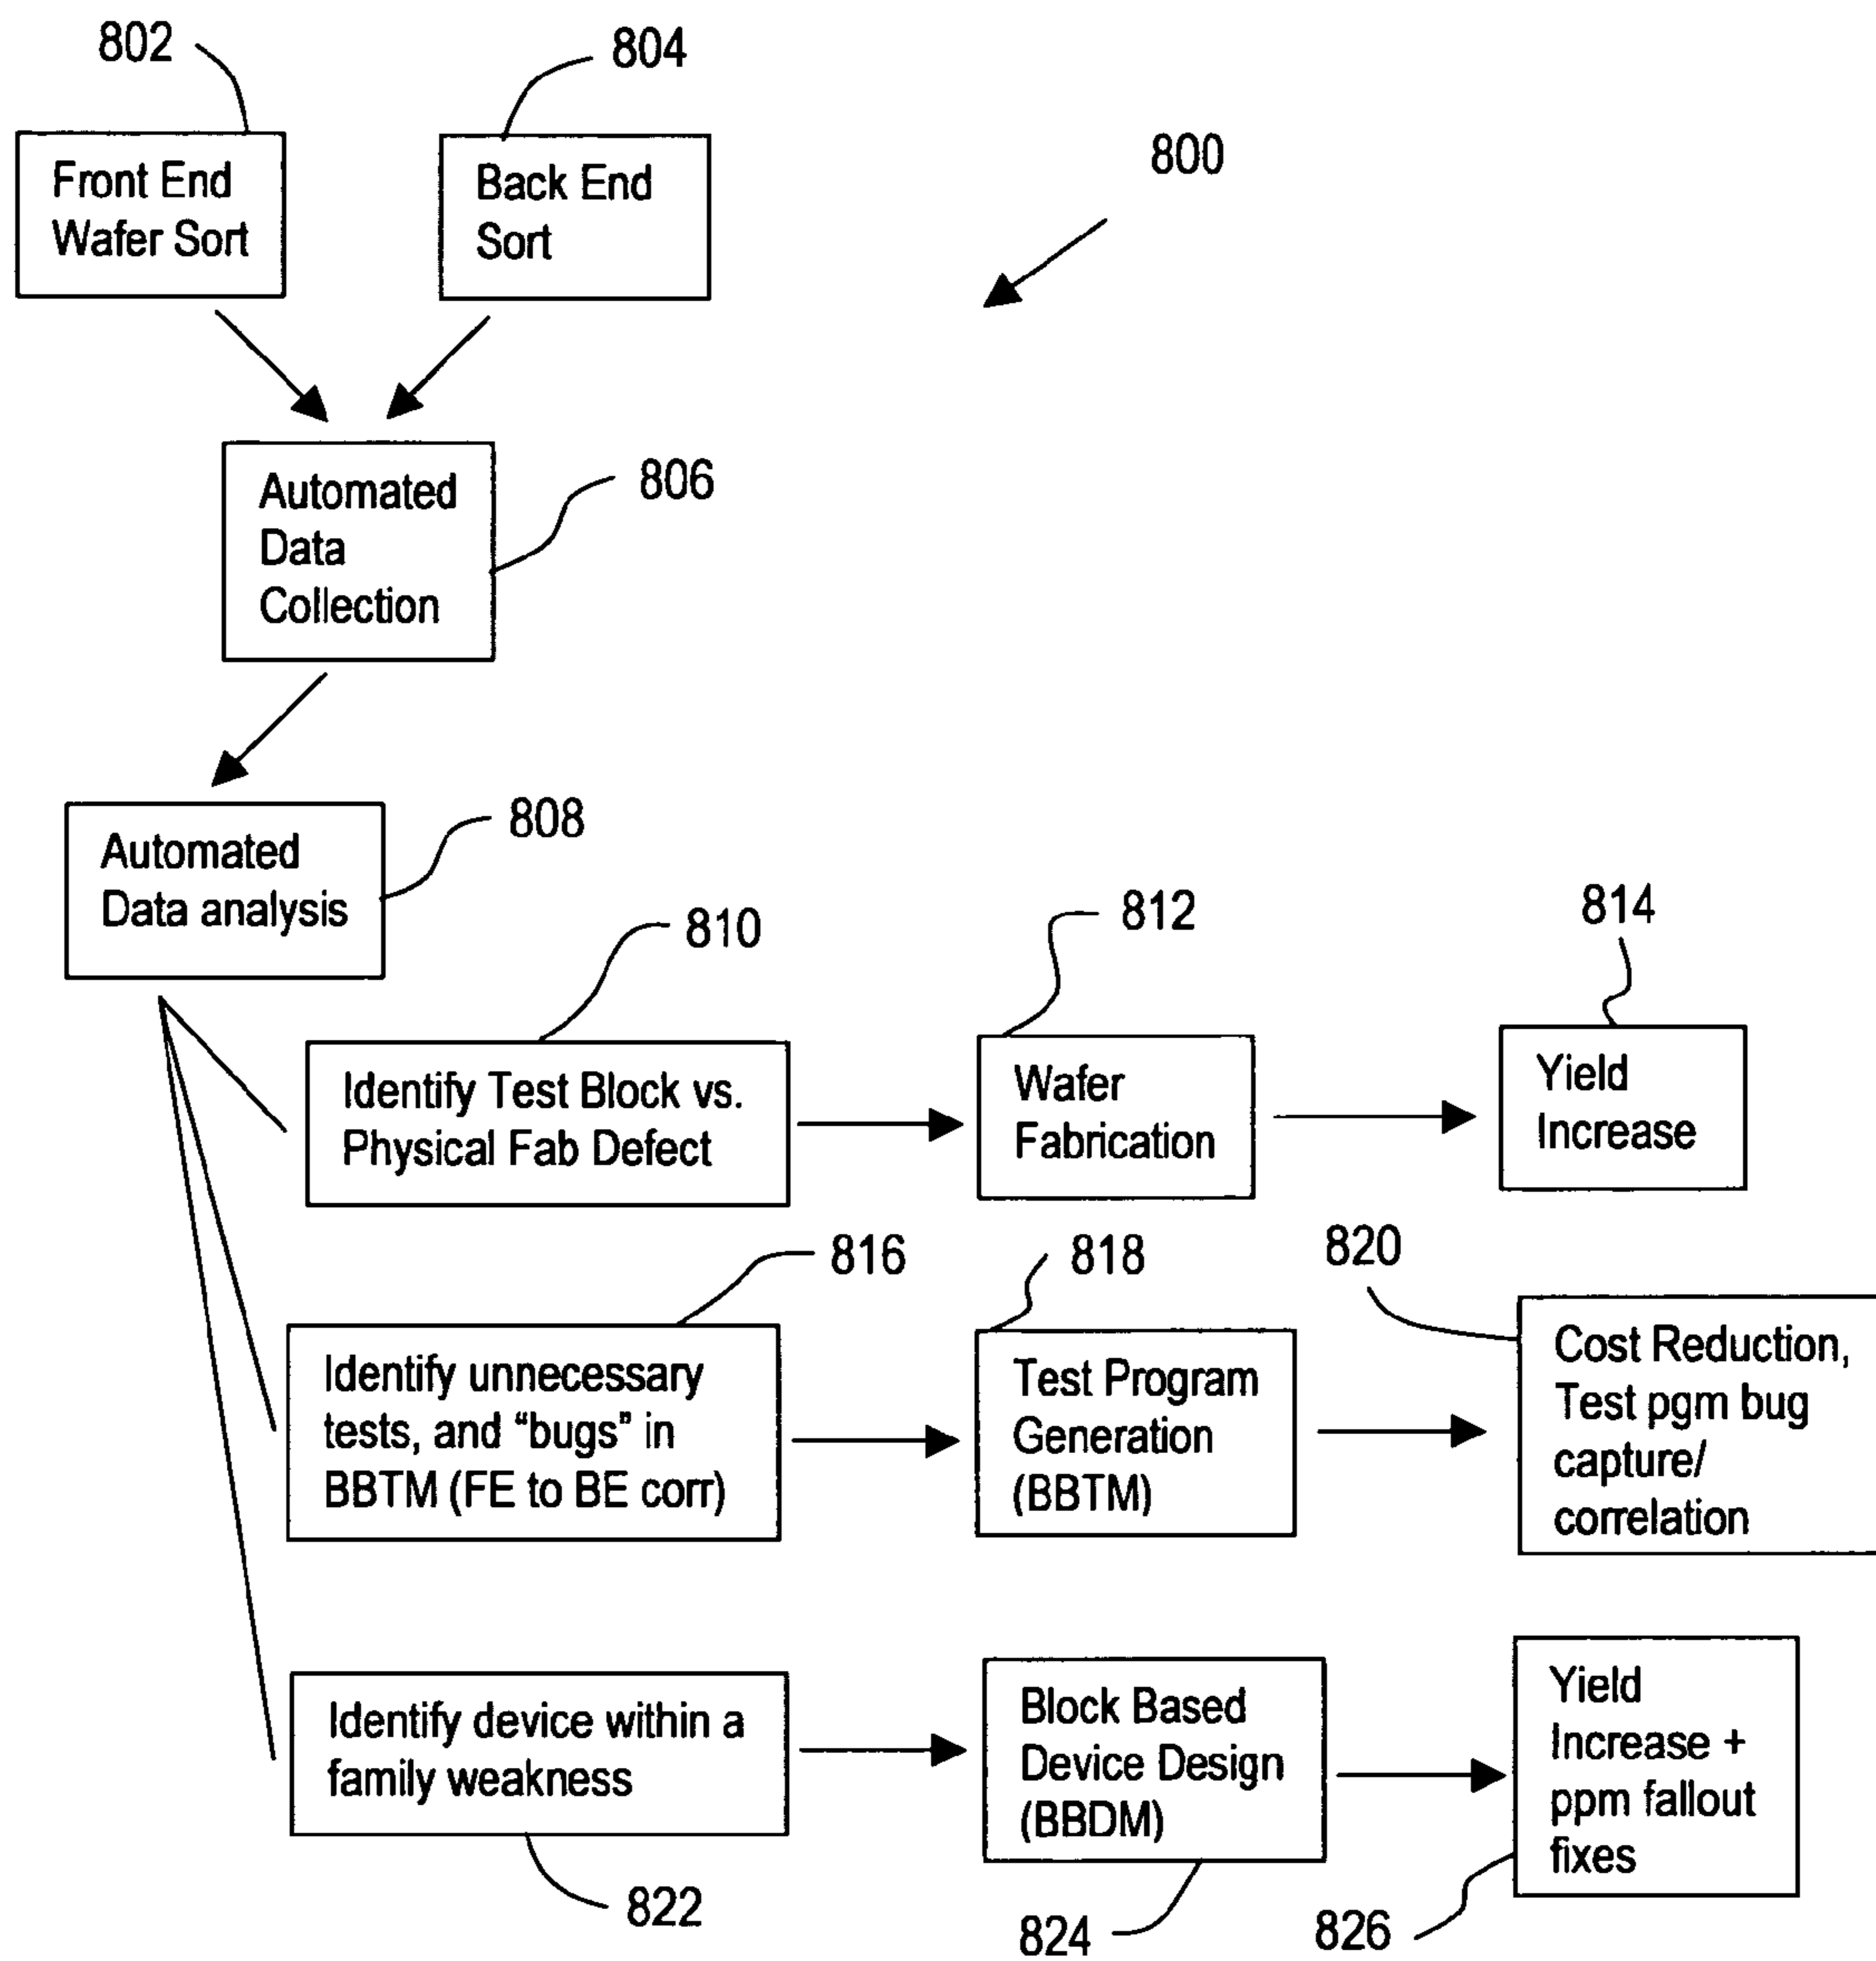 802
804
800
Front End
Wafer Sort
Back End
Sort
806
Automated
Data
Collection
808
Automated
Data analysis
810
812
814
Identify Test Block vs.
Physical Fab Defect
Wafer
Fabrication
Yield
Increase
816
818
820
Identify unnecessary
tests, and “bugs” in
BBTM (FE to BE corr)
Test Program
Generation
(BBTM)
Cost Reduction,
Test pgm bug
capture/
correlation
Identify device within a
family weakness
Block Based
Device Design
(BBDM)
Yield
Increase +
ppm fallout
fixes
822
824
826